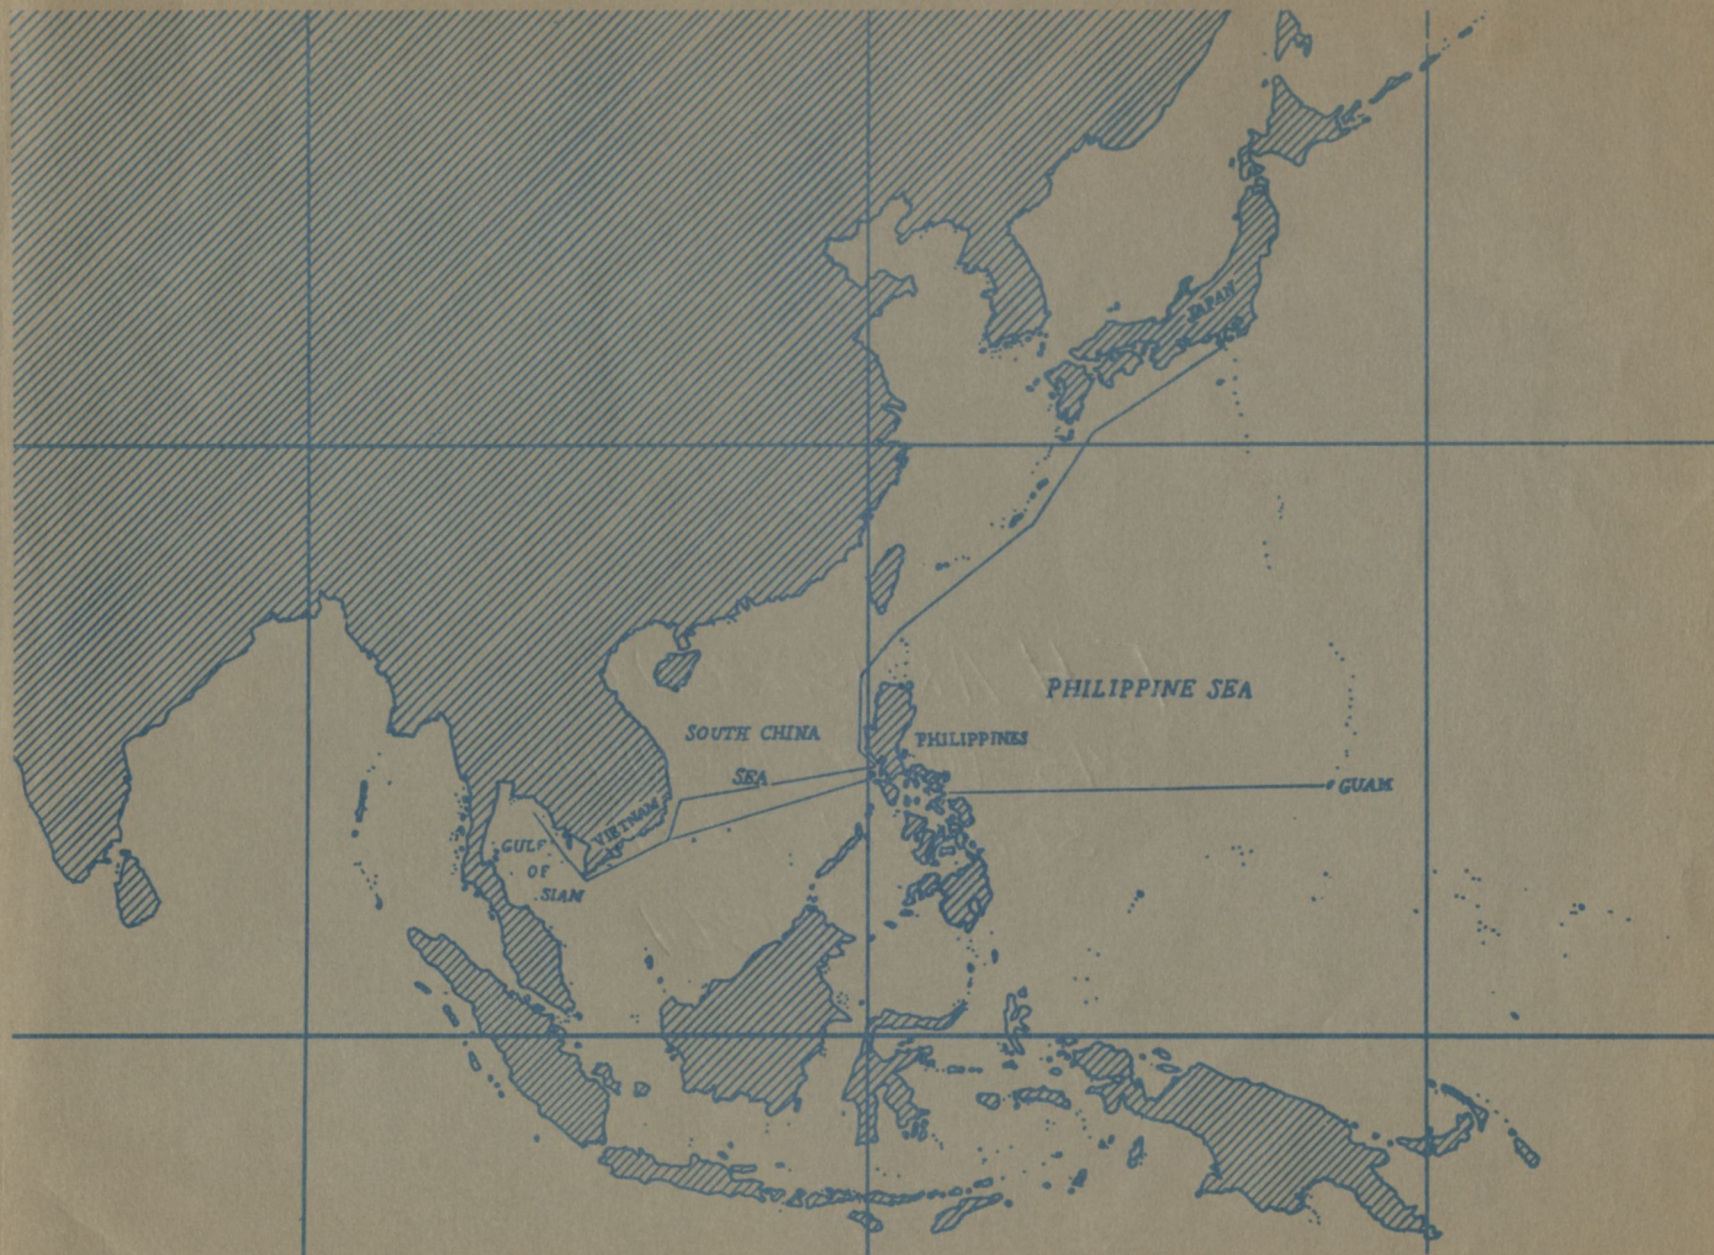 JAPAN
PHILIPPINE SEA
SOUTH CHINA
SEA
PHILIPPINES
GUAM
VIETNAM
GULF
OF
SIAM